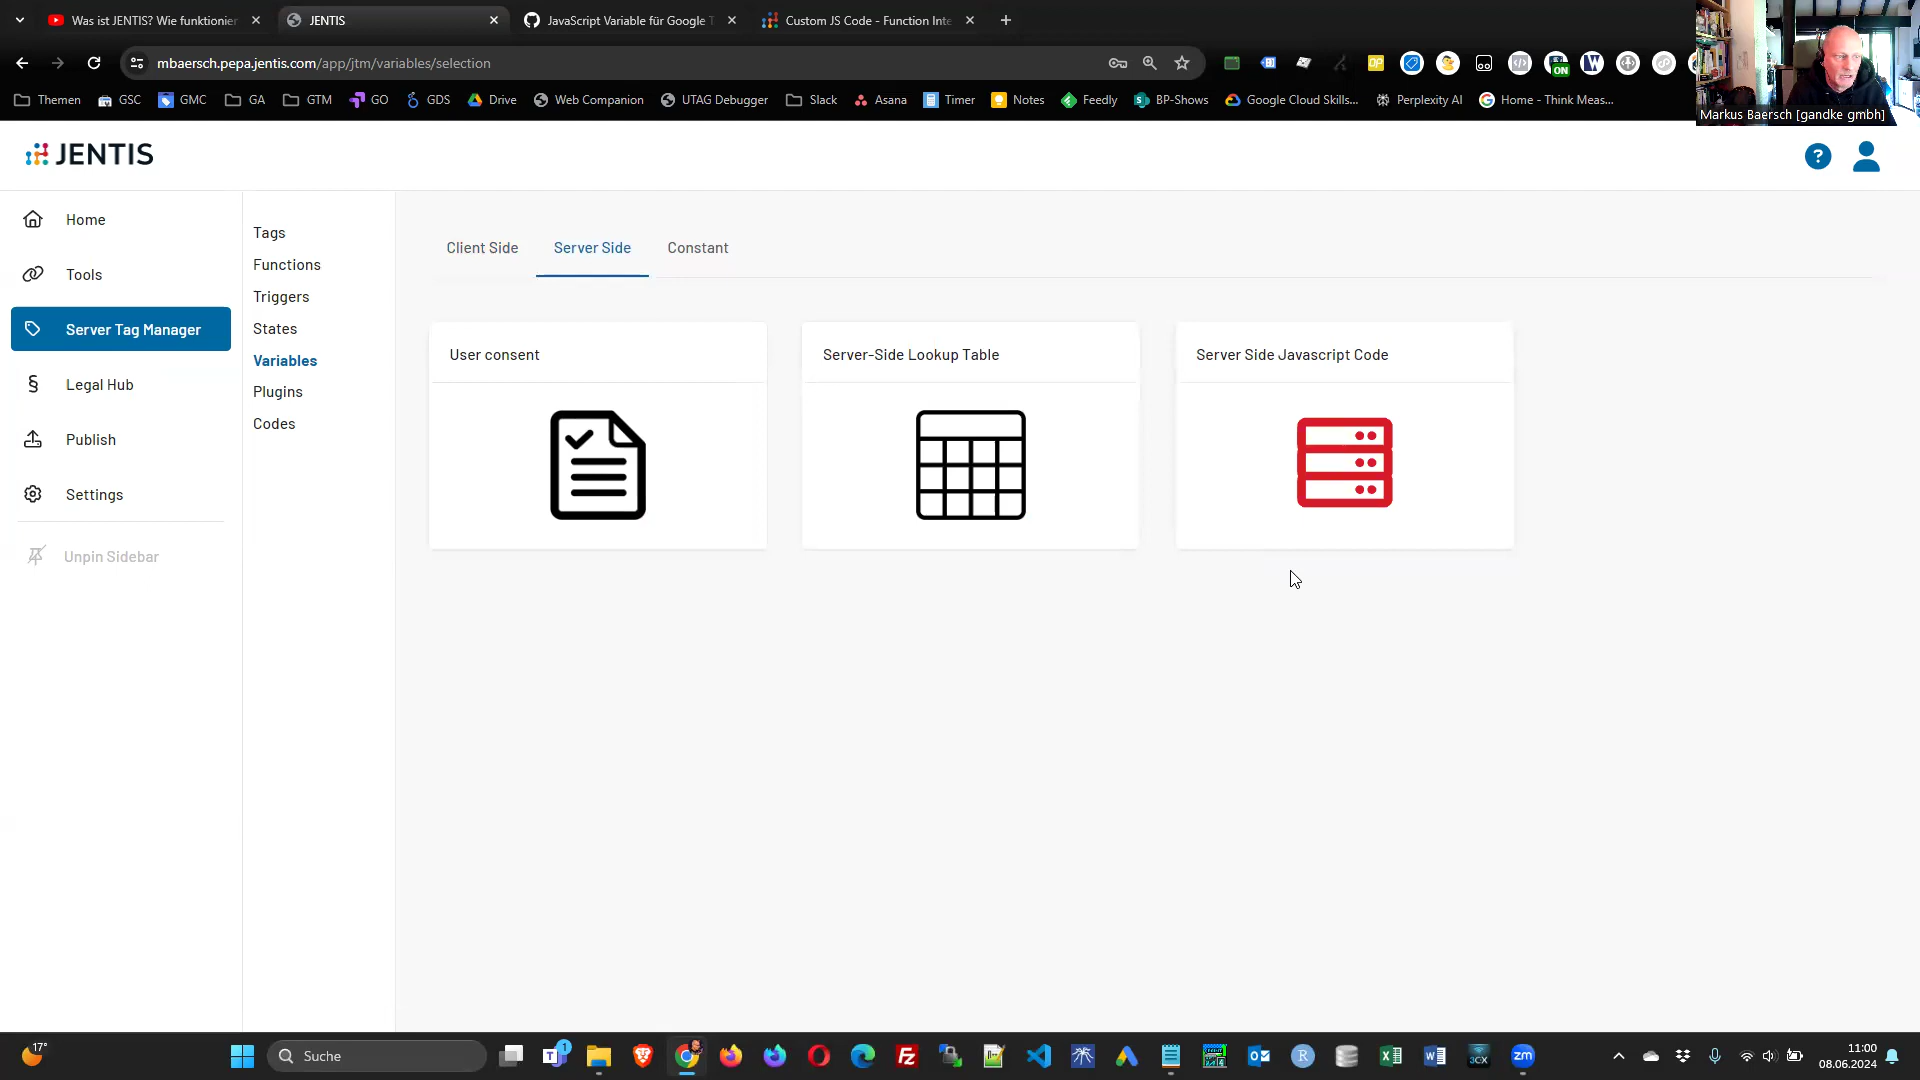 Was ist JENTIS? Wie funktionier
JENTIS
JavaScript Variable für Google T
Custom JS Code - Function Inte
mbaersch.pepa.jentis.com/app/jtm/variables/selection
ON
Themen
GSC
GMC
GA
GTM
GO
GDS
Drive
Web Companion
UTAG Debugger
Slack
Asana
Timer
Notes
Feedly
BP-Shows
Google Cloud Skills...
Perplexity AI
Home - Think Meas...
Markus Baersch [gandke gmbh]
JENTIS
?
Home
Tools
Server Tag Manager
Legal Hub
Publish
Settings
Unpin Sidebar
Tags
Functions
Triggers
States
Variables
Plugins
Codes
Client Side
Server Side
Constant
User consent
Server-Side Lookup Table
Server Side Javascript Code
17°
Suche
1
3CX
zm
11:00
08.06.2024